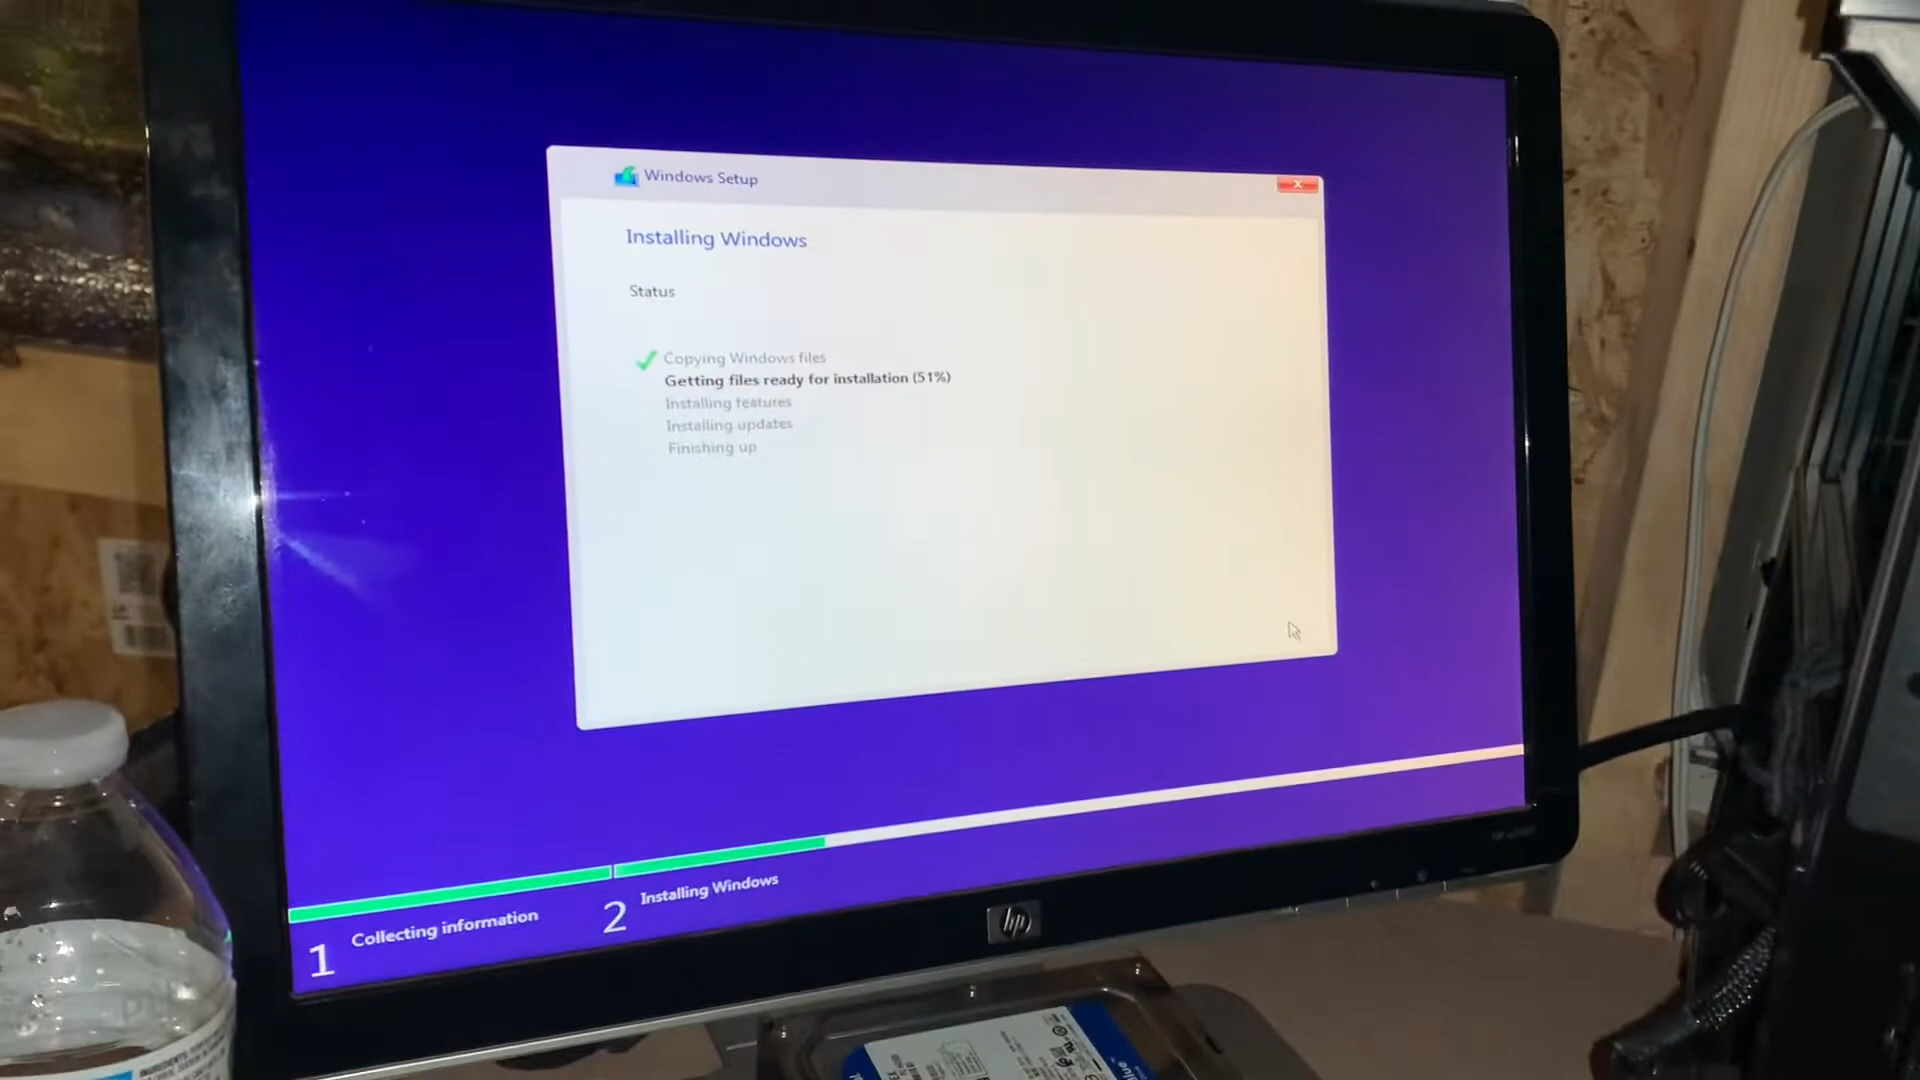 Windows Setup
Installing Windows
Status
Copying Windows files
Getting files ready for installation (51%)
Installing features
Installing updates
Finishing up
1 Collecting information
2 Installing Windows
hp
Blue